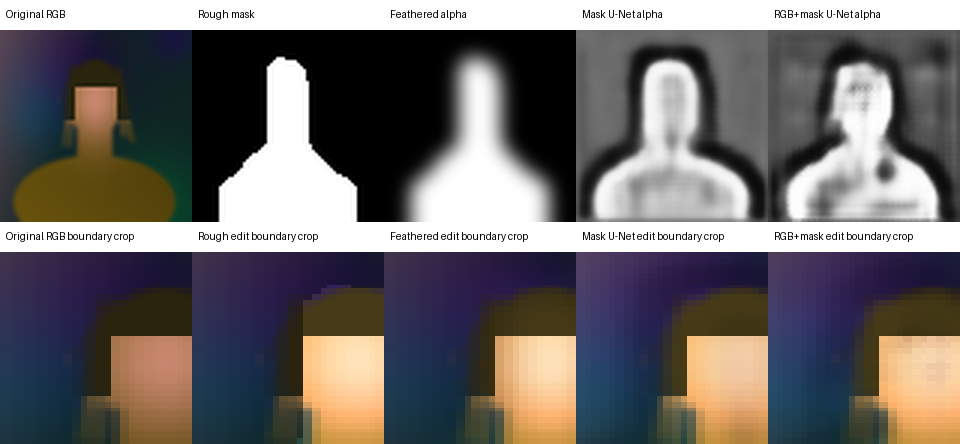 Original RGB
Rough mask
Feathered alpha
Mask U-Net alpha
RGB+mask U-Net alpha
Original RGB boundary crop
Rough edit boundary crop
Feathered edit boundary crop
Mask U-Net edit boundary crop
RGB+mask edit boundary crop